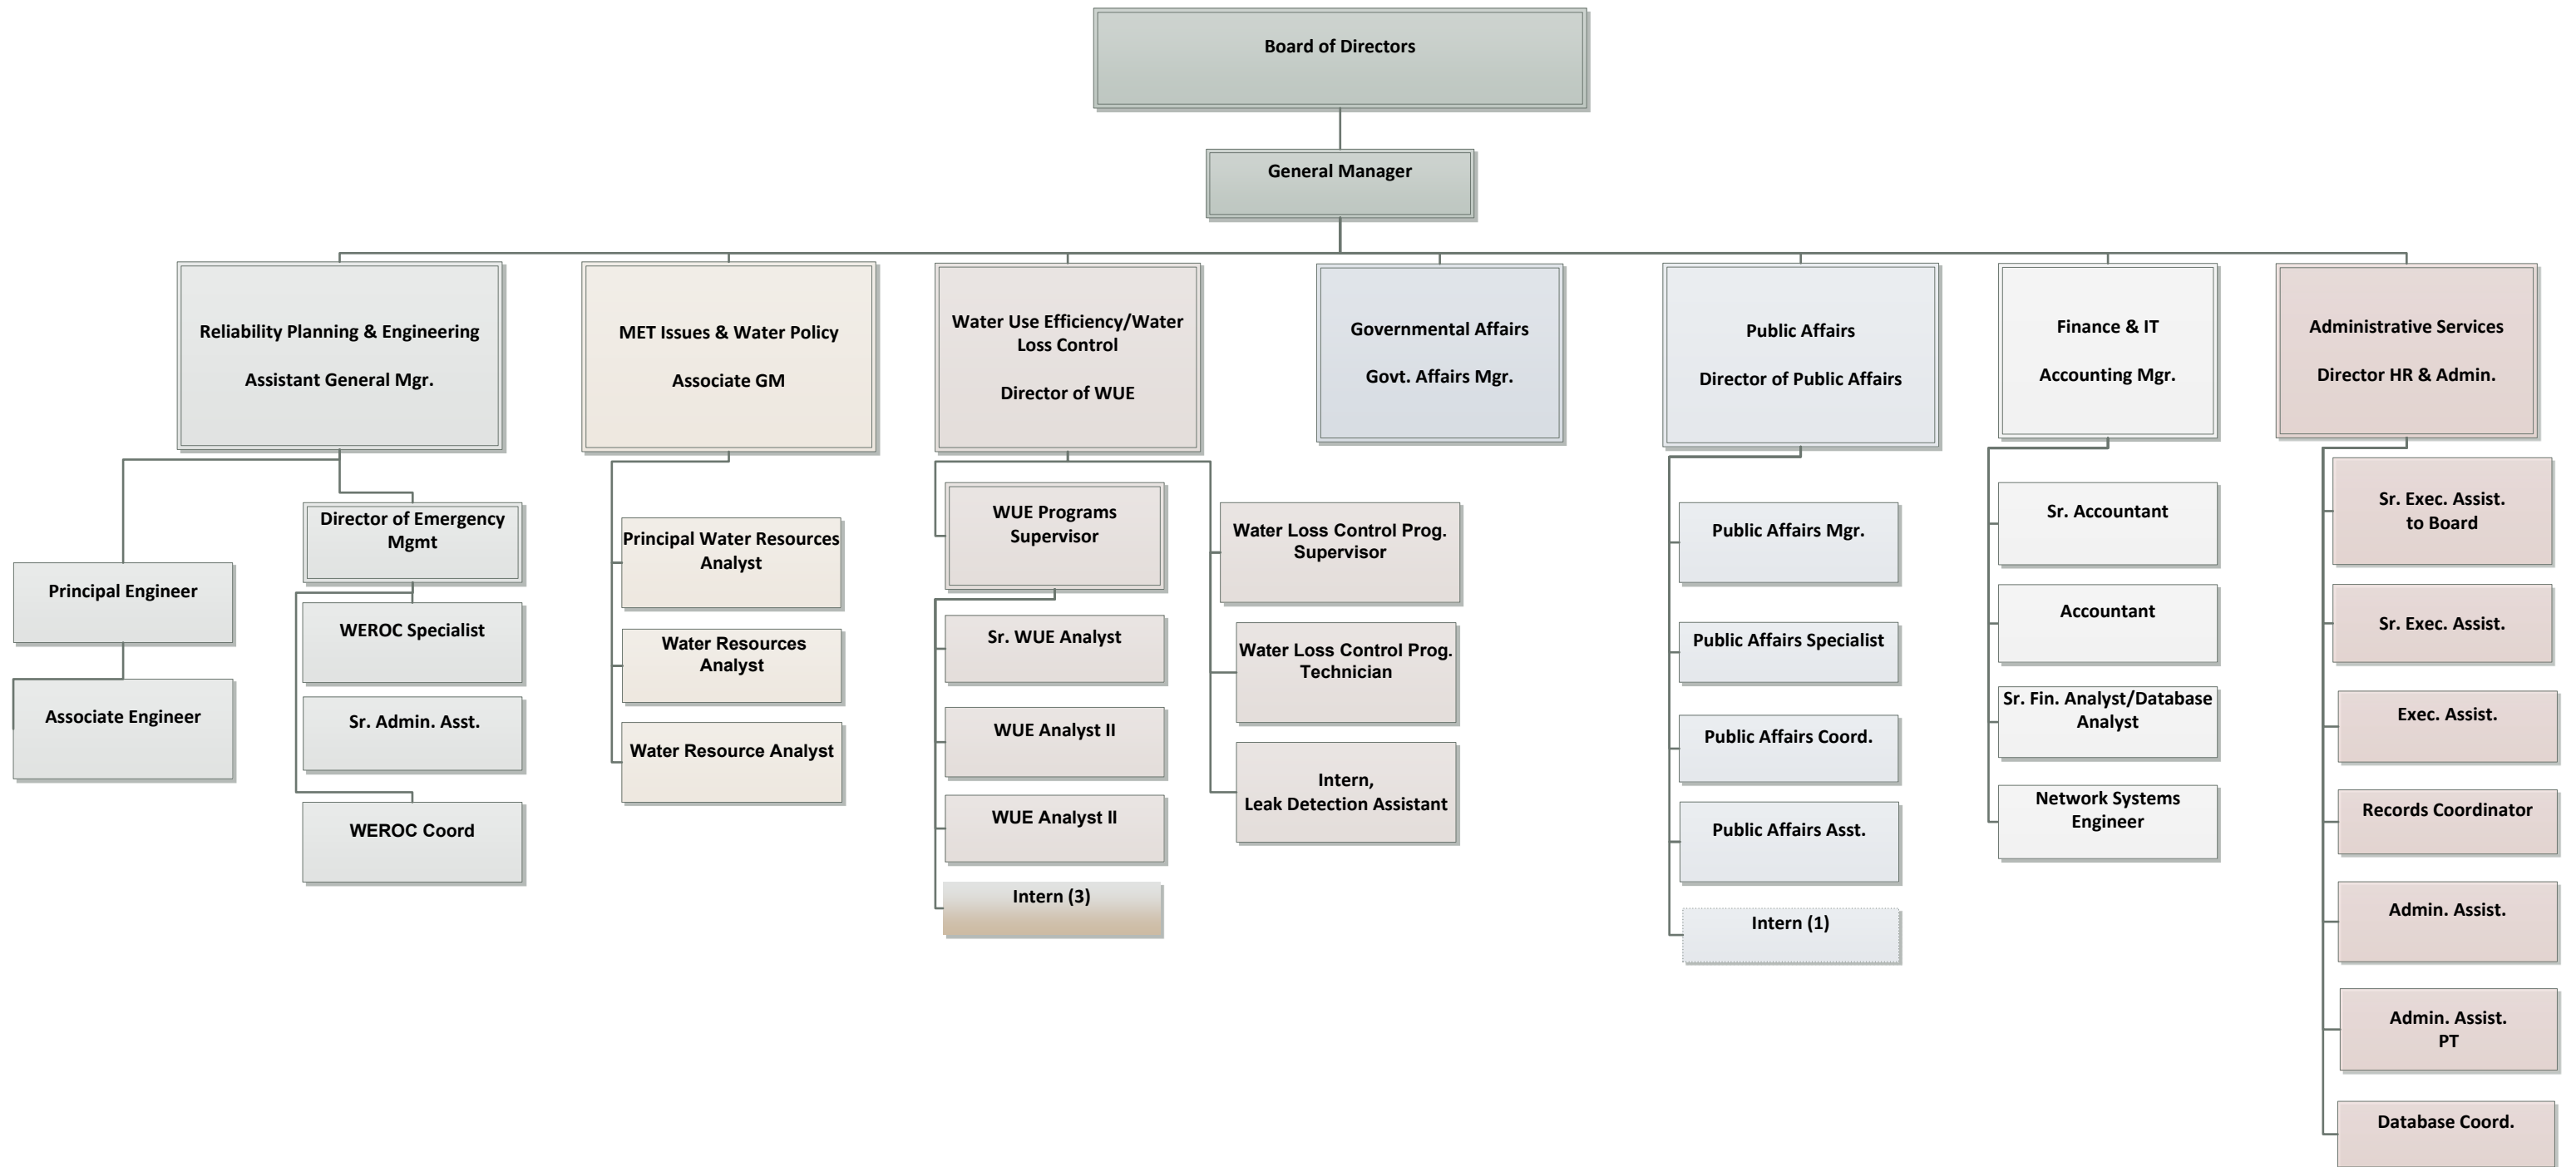 Board of Directors
General Manager
Reliability Planning & Engineering
Assistant General Mgr.
MET Issues & Water Policy
Associate GM
Water Use Efficiency/Water
Loss Control
Director of WUE
Governmental Affairs
Govt. Affairs Mgr.
Public Affairs
Director of Public Affairs
Finance & IT
Accounting Mgr.
Administrative Services
Director HR & Admin.
Principal Engineer
Associate Engineer
Director of Emergency
Mgmt
WEROC Specialist
Sr. Admin. Asst.
WEROC Coord
Principal Water Resources
Analyst
Water Resources
Analyst
Water Resource Analyst
WUE Programs
Supervisor
Sr. WUE Analyst
WUE Analyst II
WUE Analyst II
Intern (3)
Water Loss Control Prog.
Supervisor
Water Loss Control Prog.
Technician
Intern,
Leak Detection Assistant
Public Affairs Mgr.
Public Affairs Specialist
Public Affairs Coord.
Public Affairs Asst.
Intern (1)
Sr. Accountant
Accountant
Sr. Fin. Analyst/Database
Analyst
Network Systems
Engineer
Sr. Exec. Assist.
to Board
Sr. Exec. Assist.
Exec. Assist.
Records Coordinator
Admin. Assist.
Admin. Assist.
PT
Database Coord.